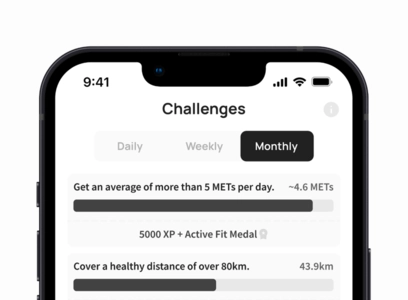 9:41
Challenges
Daily Weekly Monthly
Get an average of more than 5 METs per day. ~4.6 METs
5000 XP + Active Fit Medal
Cover a healthy distance of over 80km. 43.9km